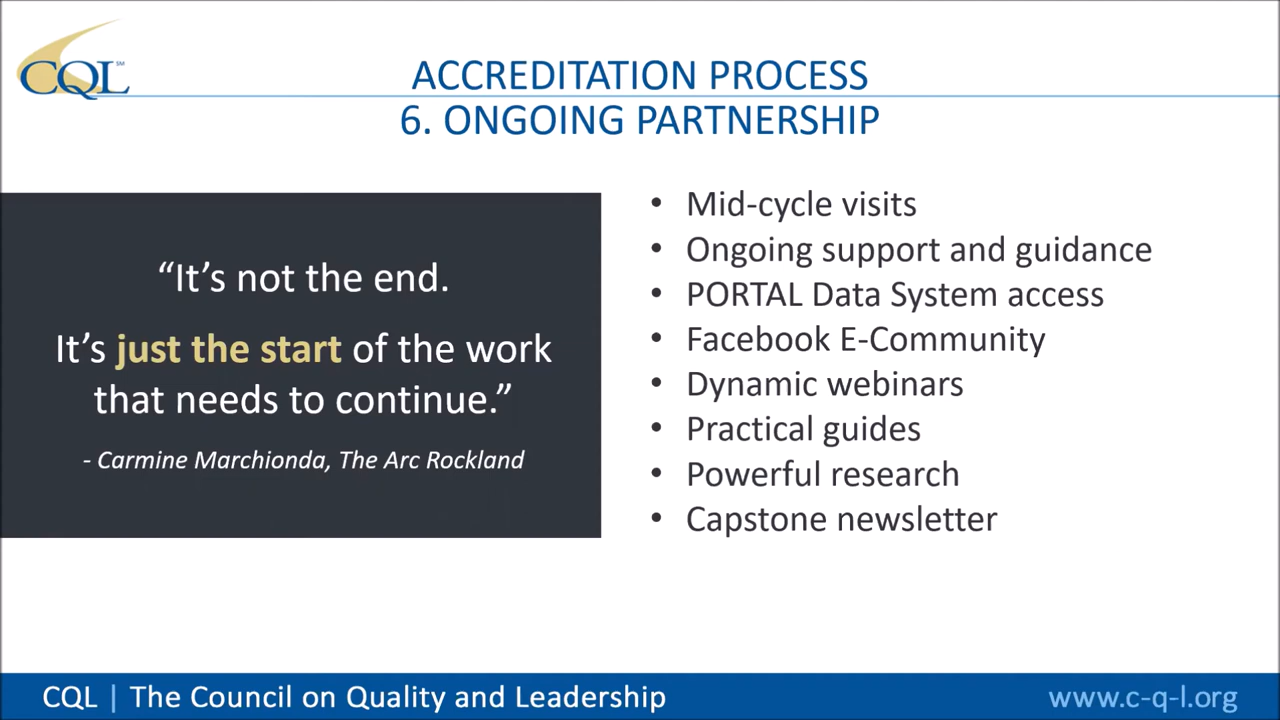 CQL SM
ACCREDITATION PROCESS
6. ONGOING PARTNERSHIP
“It’s not the end.
It’s just the start of the work
that needs to continue.”
- Carmine Marchionda, The Arc Rockland
• Mid-cycle visits
• Ongoing support and guidance
• PORTAL Data System access
• Facebook E-Community
• Dynamic webinars
• Practical guides
• Powerful research
• Capstone newsletter
CQL | The Council on Quality and Leadership
www.c-q-l.org